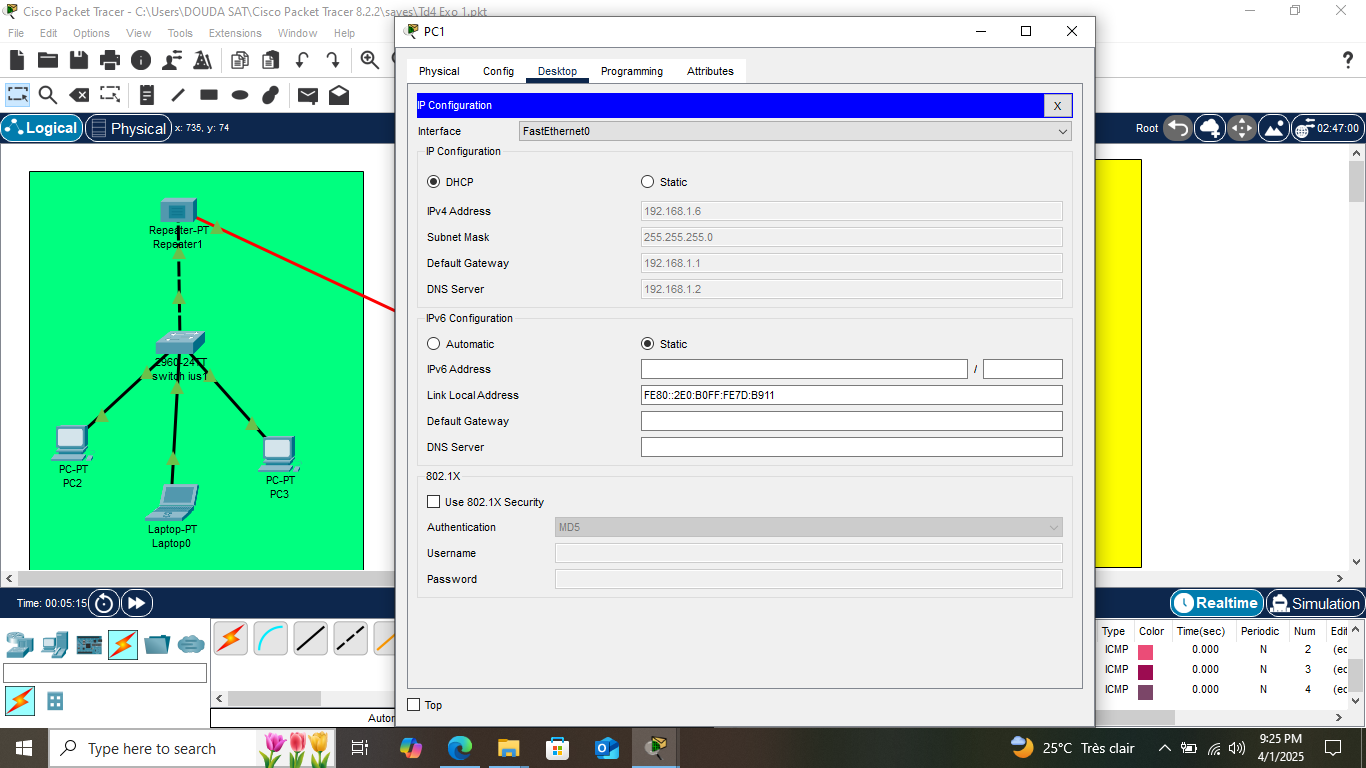 Cisco Packet Tracer - C:\Users\DOUDA SAT\Cisco Packet Tracer 8.2.2\saves\Td4 Exo 1.pkt
File Edit Options View Tools Extensions Window Help
Logical Physical x: 735, y: 74
Root 02:47:00
Repeater-PT
Repeater1
2960-24TT
switch ius1
PC-PT
PC2
PC-PT
PC3
Laptop-PT
Laptop0
PC1
Physical Config Desktop Programming Attributes
IP Configuration X
Interface FastEthernet0
IP Configuration
DHCP Static
IPv4 Address 192.168.1.6
Subnet Mask 255.255.255.0
Default Gateway 192.168.1.1
DNS Server 192.168.1.2
IPv6 Configuration
Automatic Static
IPv6 Address /
Link Local Address FE80::2E0:B0FF:FE7D:B911
Default Gateway
DNS Server
802.1X
Use 802.1X Security
Authentication MD5
Username
Password
Top
Time: 00:05:15
Realtime Simulation
Autor
Type Color Time(sec) Periodic Num Edit
ICMP 0.000 N 2 (ec
ICMP 0.000 N 3 (ec
ICMP 0.000 N 4 (ec
Type here to search
25°C Très clair
9:25 PM
4/1/2025